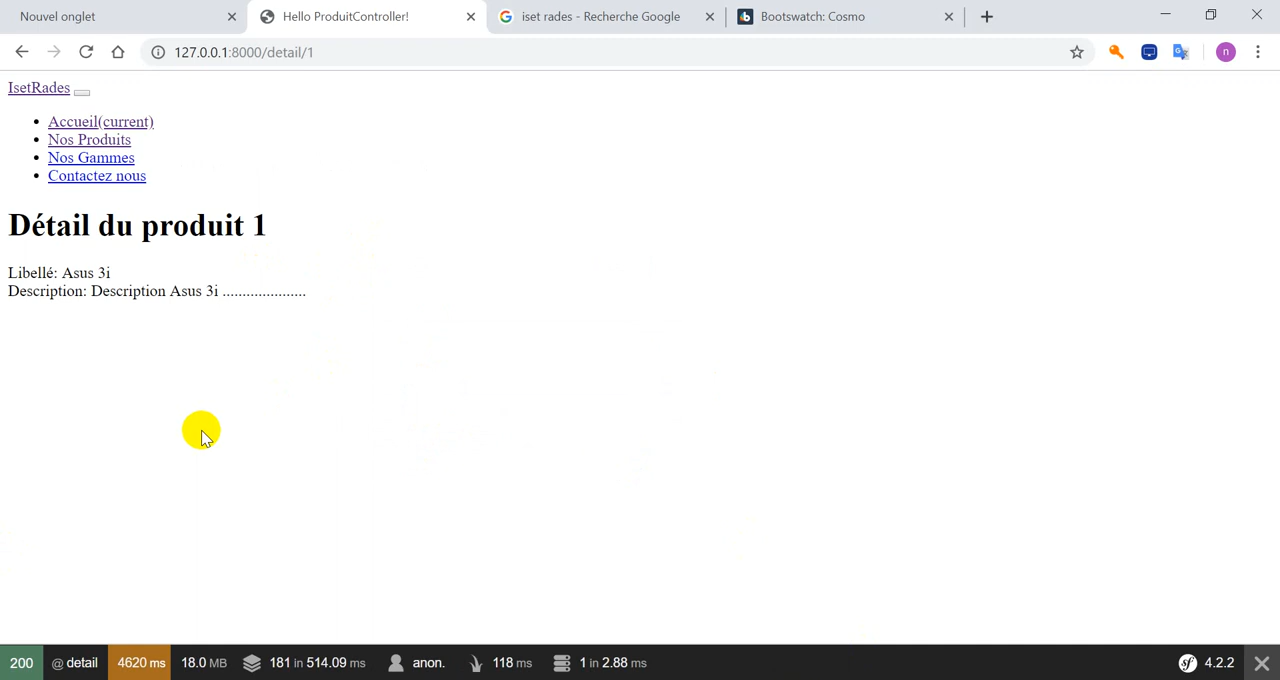 Nouvel onglet
Hello ProduitController!
iset rades - Recherche Google
Bootswatch: Cosmo
127.0.0.1:8000/detail/1
n
IsetRades
Accueil(current)
Nos Produits
Nos Gammes
Contactez nous
Détail du produit 1
Libellé: Asus 3i
Description: Description Asus 3i .....................
200 @ detail 4620 ms 18.0 MB 181 in 514.09 ms anon. 118 ms 1 in 2.88 ms sf 4.2.2